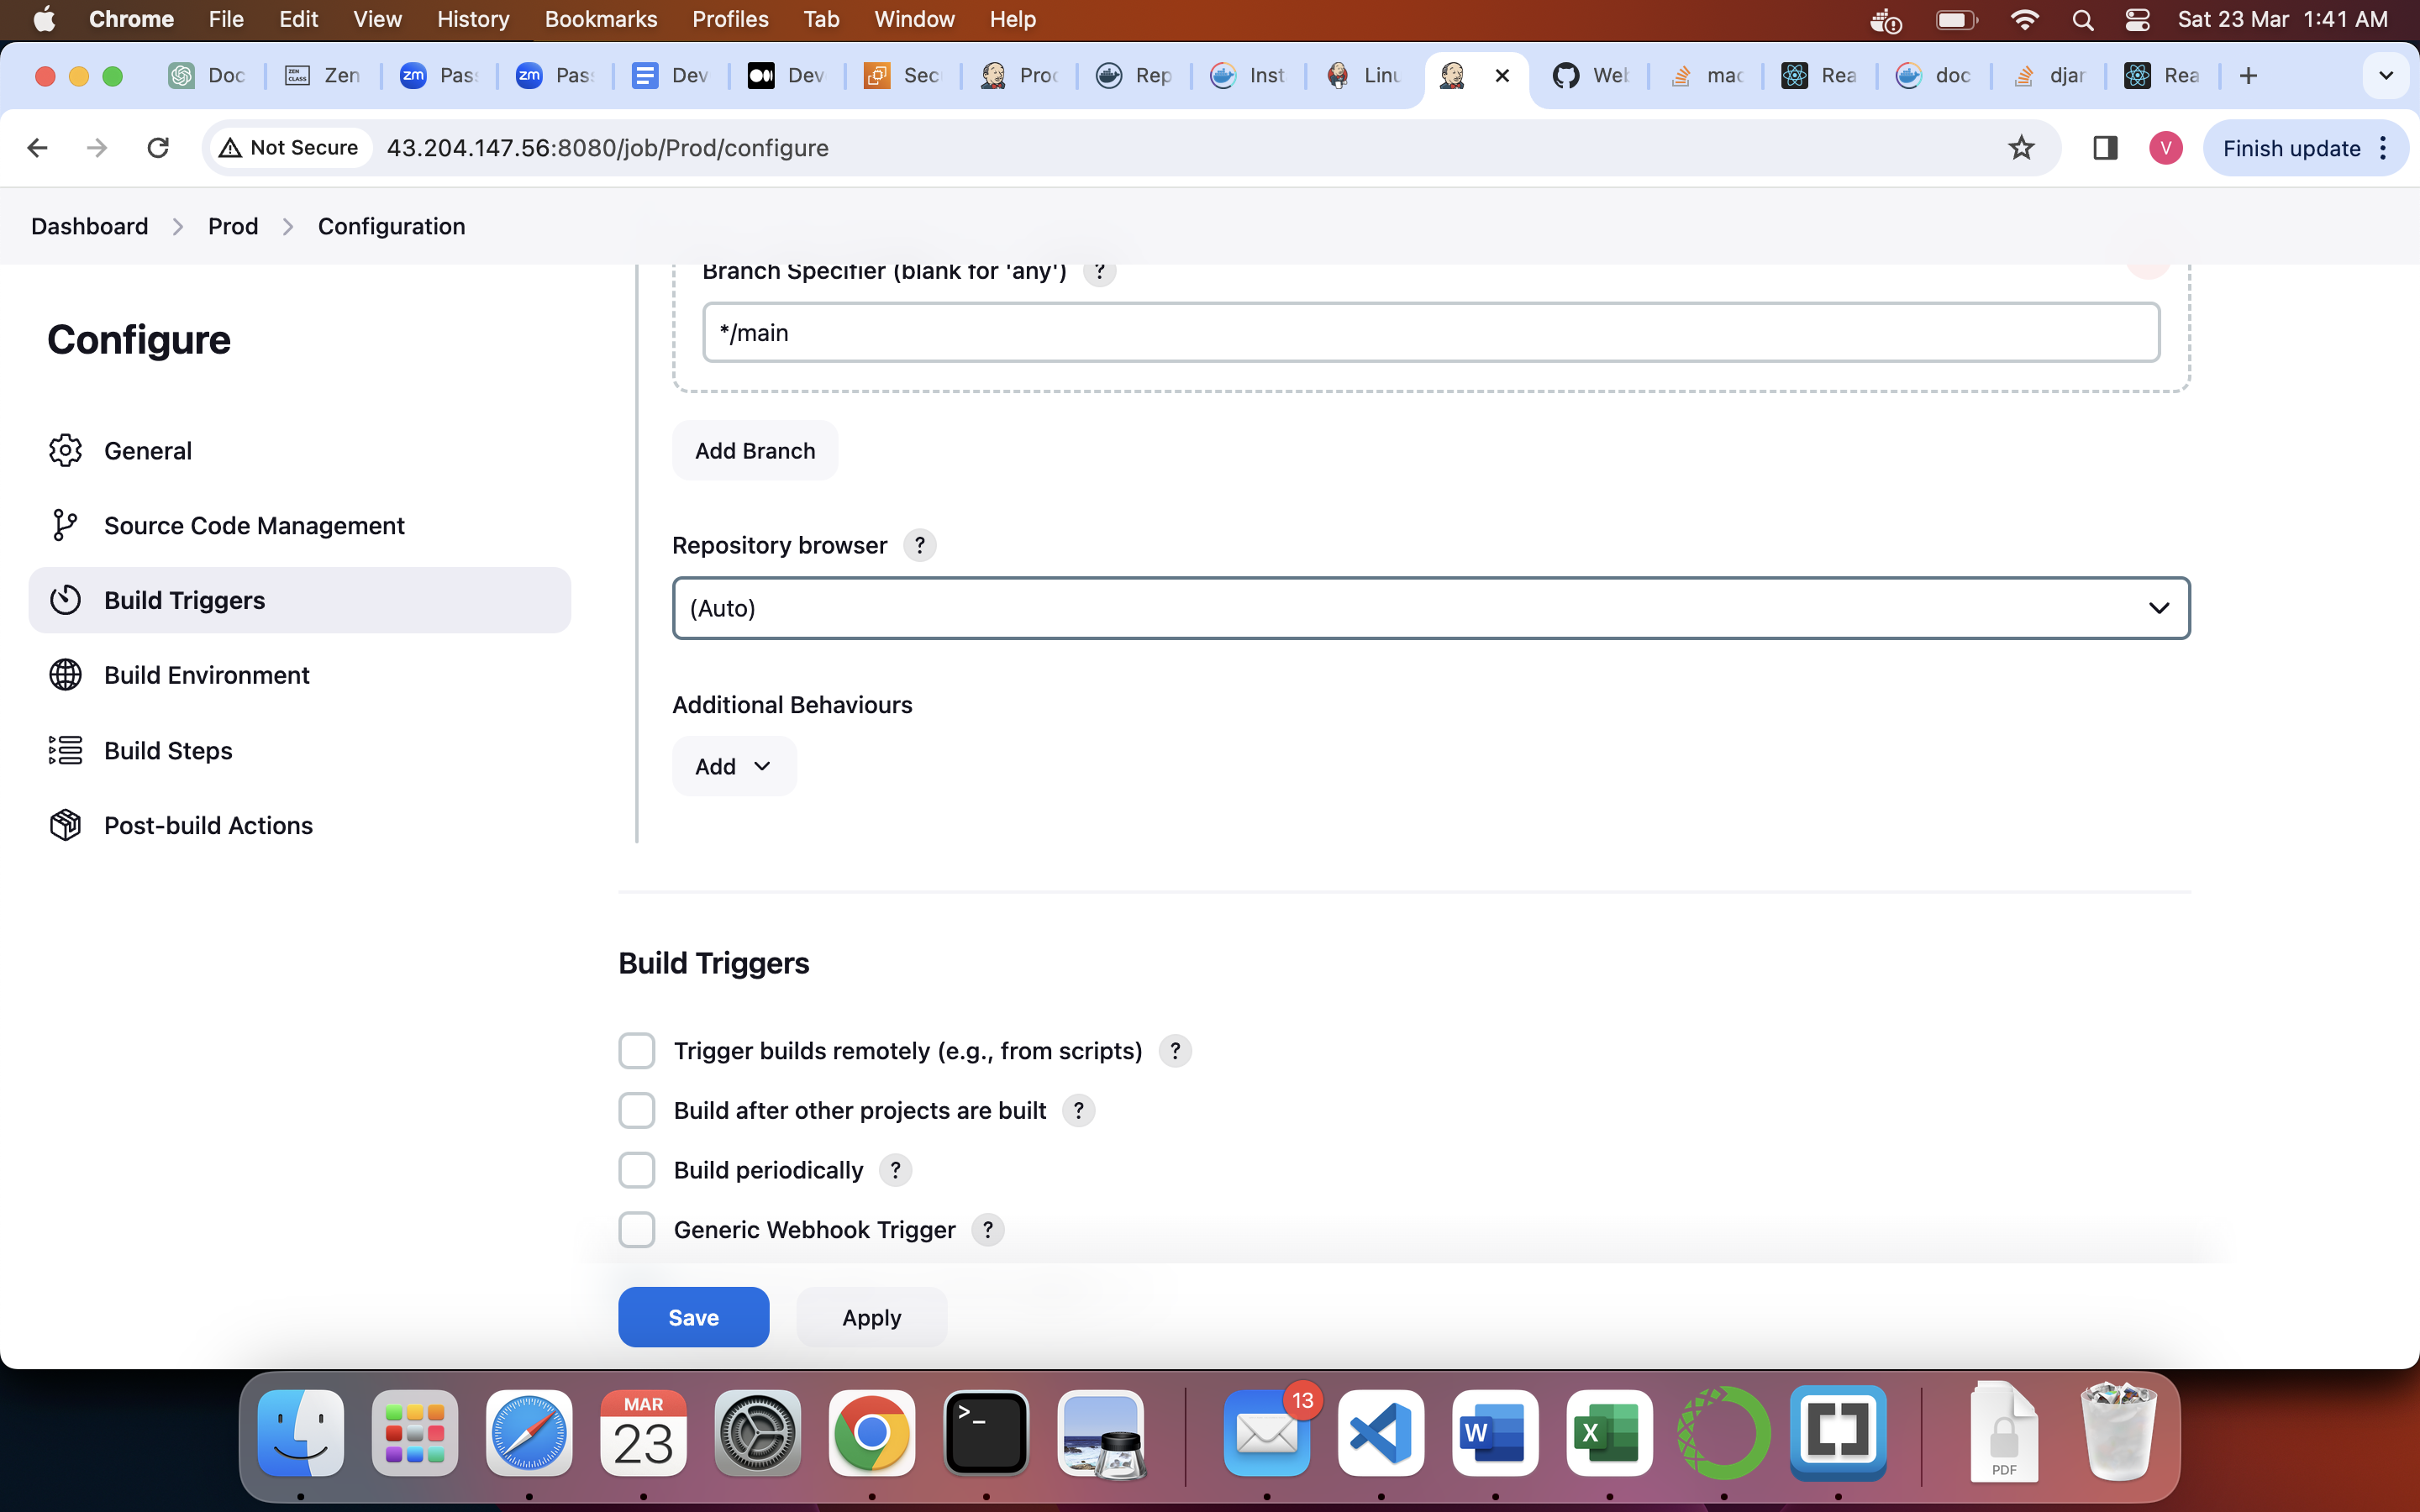 Chrome File Edit View History Bookmarks Profiles Tab Window Help Sat 23 Mar 1:41 AM
Doc Zen Pas Pas Dev Dev Sec Proc Rep Inst Linu Web mac Rea doc djar Rea
Not Secure 43.204.147.56:8080/job/Prod/configure V Finish update
Dashboard Prod Configuration
Configure
General
Source Code Management
Build Triggers
Build Environment
Build Steps
Post-build Actions
Branch Specifier (blank for 'any') ?
*/main
Add Branch
Repository browser ?
(Auto)
Additional Behaviours
Add
Build Triggers
Trigger builds remotely (e.g., from scripts) ?
Build after other projects are built ?
Build periodically ?
Generic Webhook Trigger ?
Save Apply
MAR
23
>_
13
W
X
PDF